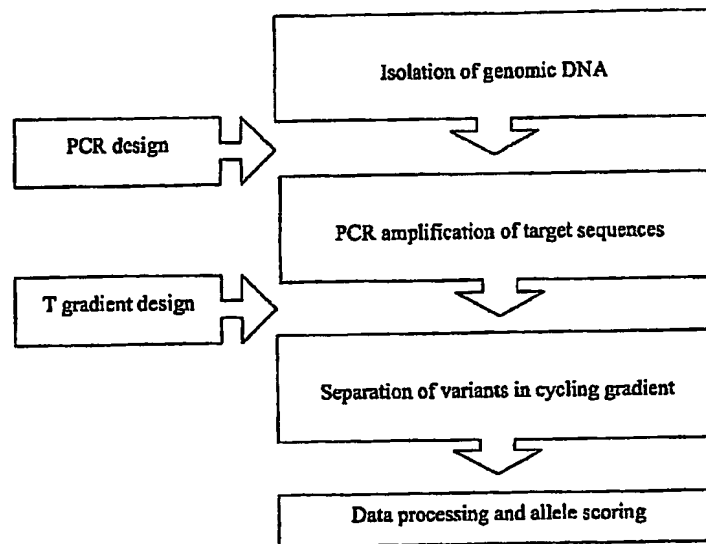 Isolation of genomic DNA
PCR design
PCR amplification of target sequences
T gradient design
Separation of variants in cycling gradient
Data processing and allele scoring